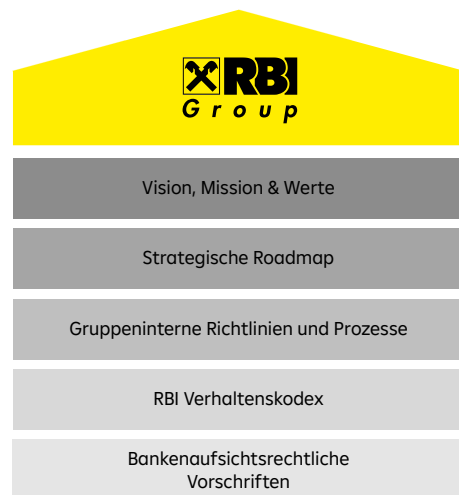 RBI
Group
Vision, Mission & Werte
Strategische Roadmap
Gruppeninterne Richtlinien und Prozesse
RBI Verhaltenskodex
Bankenaufsichtsrechtliche
Vorschriften